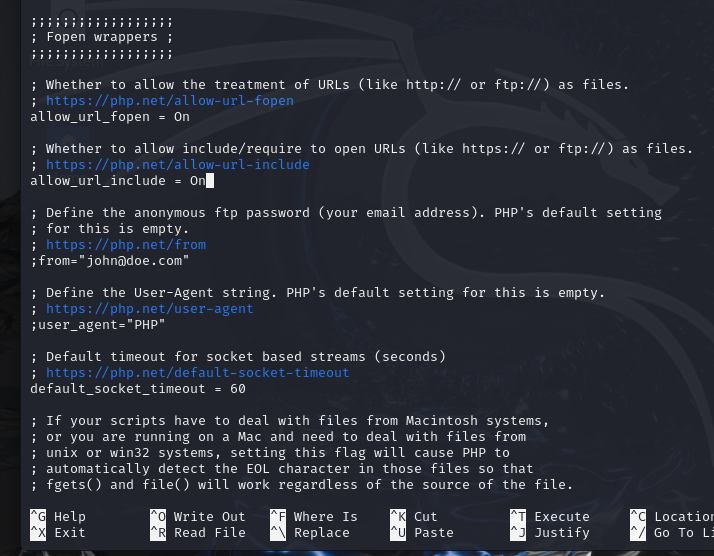 ;;;;;;;;;;;;;;;;;;
; Fopen wrappers ;
;;;;;;;;;;;;;;;;;;
; Whether to allow the treatment of URLs (like http:// or ftp://) as files.
; https://php.net/allow-url-fopen
allow_url_fopen = On
; Whether to allow include/require to open URLs (like https:// or ftp://) as files.
; https://php.net/allow-url-include
allow_url_include = On
; Define the anonymous ftp password (your email address). PHP's default setting
; for this is empty.
; https://php.net/from
;from="john@doe.com"
; Define the User-Agent string. PHP's default setting for this is empty.
; https://php.net/user-agent
;user_agent="PHP"
; Default timeout for socket based streams (seconds)
; https://php.net/default-socket-timeout
default_socket_timeout = 60
; If your scripts have to deal with files from Macintosh systems,
; or you are running on a Mac and need to deal with files from
; unix or win32 systems, setting this flag will cause PHP to
; automatically detect the EOL character in those files so that
; fgets() and file() will work regardless of the source of the file.
^G Help ^O Write Out ^F Where Is ^K Cut ^T Execute ^C Location
^X Exit ^R Read File ^\ Replace ^U Paste ^J Justify ^/ Go To Li